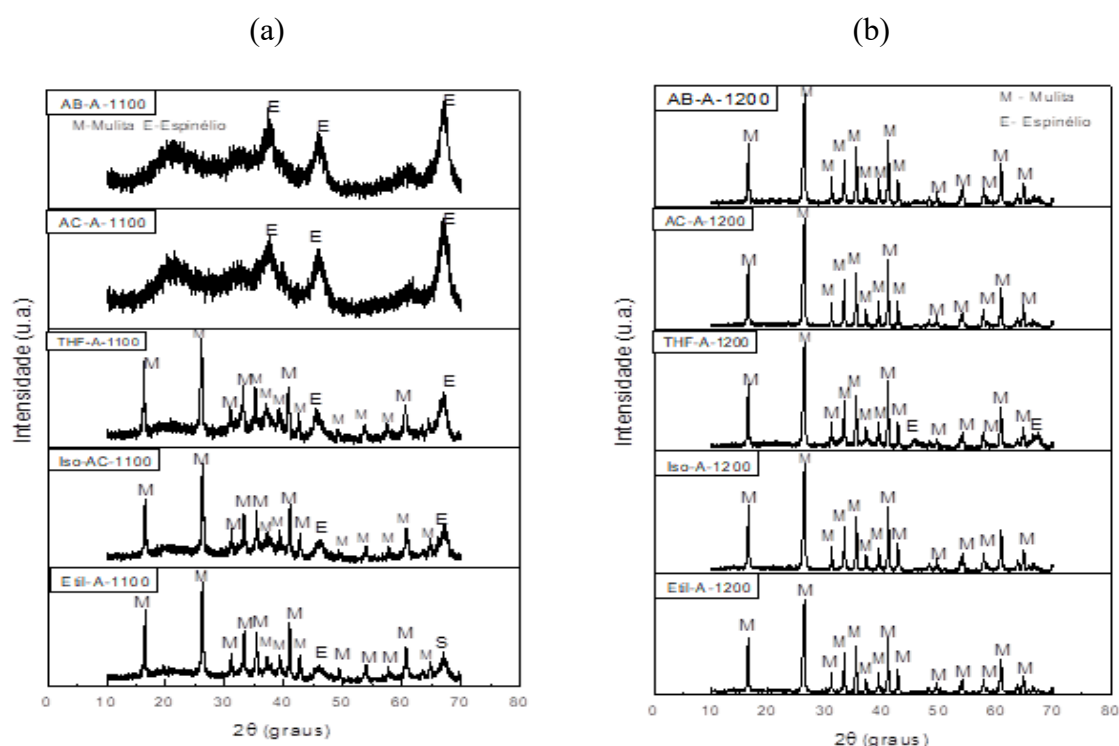 (a)
Intensidade (u.a.)
AB-A-1100
M-Mulita E-Espinélio
E E E
AC-A-1100
E E E
THF-A-1100
M M M M M M M M E M M M M E
Iso-AC-1100
M M M M M M M M M E M M M M M E
Etil-A-1100
M M M M M M M M M E M M M M M S
0 10 20 30 40 50 60 70 80
2θ (graus)
(b)
Intensidade (u.a.)
AB-A-1200
M - Mulita
E- Espinélio
M M M M M M M M M M M M M M
AC-A-1200
M M M M M M M M M M M M M M
THF-A-1200
M M M M M M M M M E M M M M M M E
Iso-A-1200
M M M M M M M M M M M M M M
Etil-A-1200
M M M M M M M M M M M M M M
0 10 20 30 40 50 60 70 80
2θ (graus)